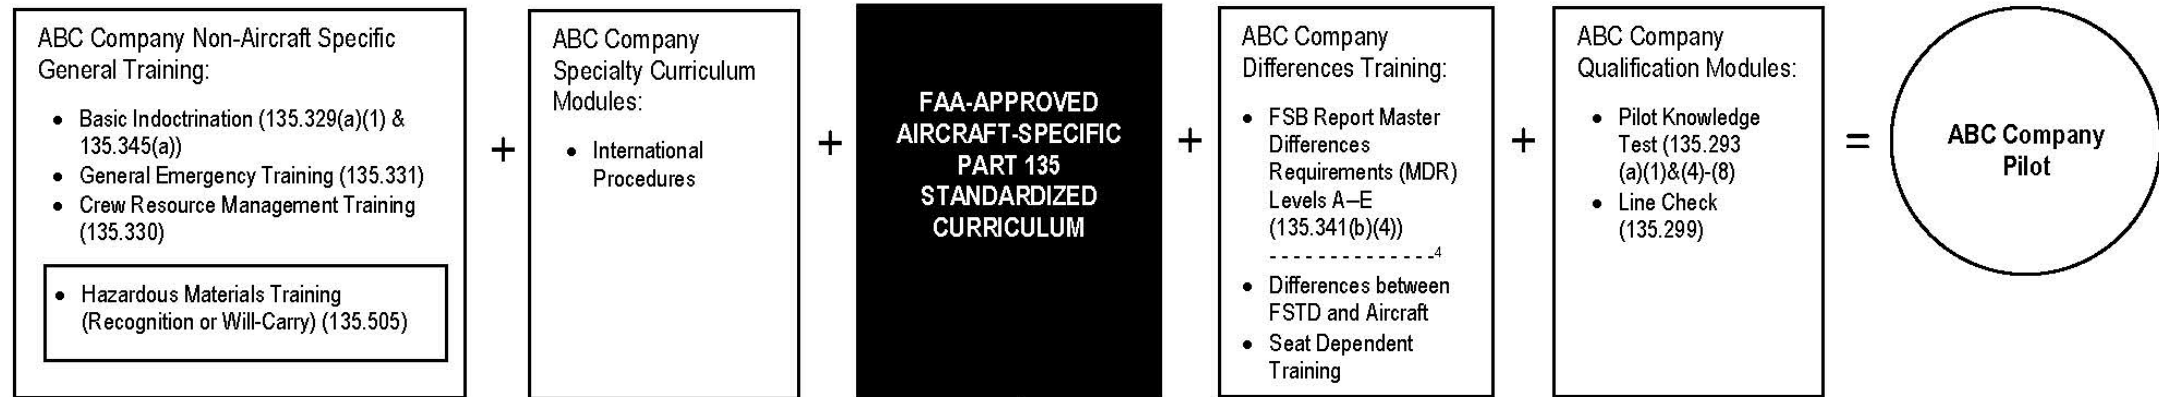 ABC Company Non-Aircraft Specific
General Training:
• Basic Indoctrination (135.329(a)(1) &
135.345(a))
• General Emergency Training (135.331)
• Crew Resource Management Training
(135.330)
• Hazardous Materials Training
(Recognition or Will-Carry) (135.505)
+
ABC Company
Specialty Curriculum
Modules:
• International
Procedures
+
FAA-APPROVED
AIRCRAFT-SPECIFIC
PART 135
STANDARDIZED
CURRICULUM
+
ABC Company
Differences Training:
• FSB Report Master
Differences
Requirements (MDR)
Levels A–E
(135.341(b)(4))
- - - - - - - - - - - - - -4
• Differences between
FSTD and Aircraft
• Seat Dependent
Training
+
ABC Company
Qualification Modules:
• Pilot Knowledge
Test (135.293
(a)(1)&(4)-(8)
• Line Check
(135.299)
=
ABC Company
Pilot